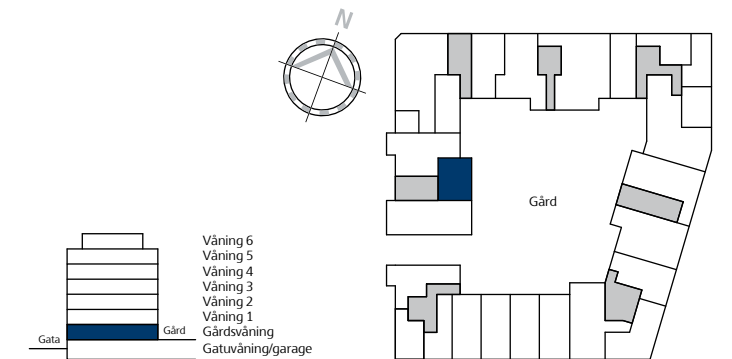 N
Gård
Våning 6
Våning 5
Våning 4
Våning 3
Våning 2
Våning 1
Gata
Gård
Gårdsvåning
Gatuvåning/garage